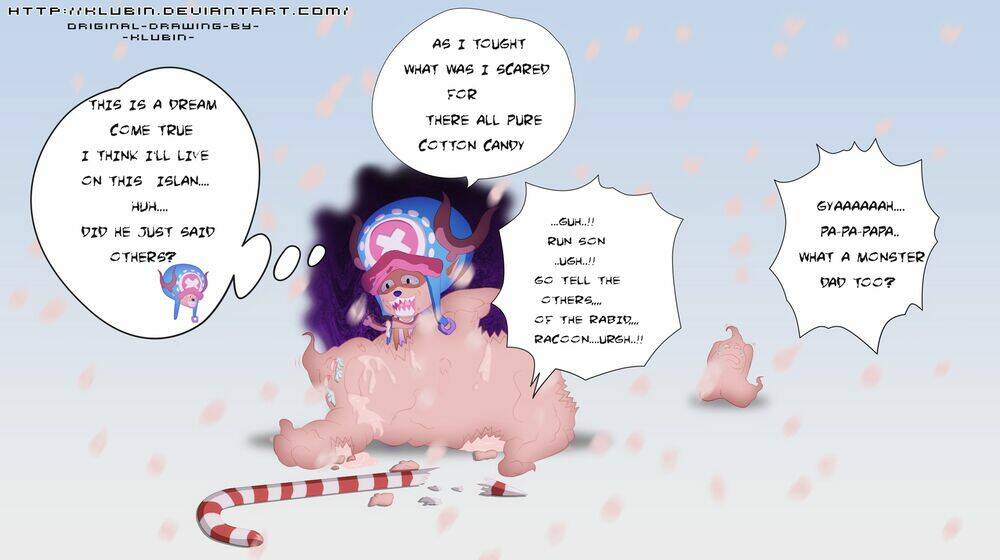 HTTP://KLUBIN.DEVIANTART.COM/
ORIGINAL-DRAWING-BY-
-KLUBIN-
AS I TOUGHT
WHAT WAS I SCARED
FOR
THERE ALL PURE
COTTON CANDY
THIS IS A DREAM
COME TRUE
I THINK I'LL LIVE
ON THIS ISLAN....
HUH....
DID HE JUST SAID
OTHERS?
...GUH..!!
RUN SON
..UGH..!!
GO TELL THE
OTHERS,,,,
OF THE RABID,,,
RACOON....URGH..!!
GYAAAAAAH....
PA-PA-PAPA..
WHAT A MONSTER
DAD TOO?